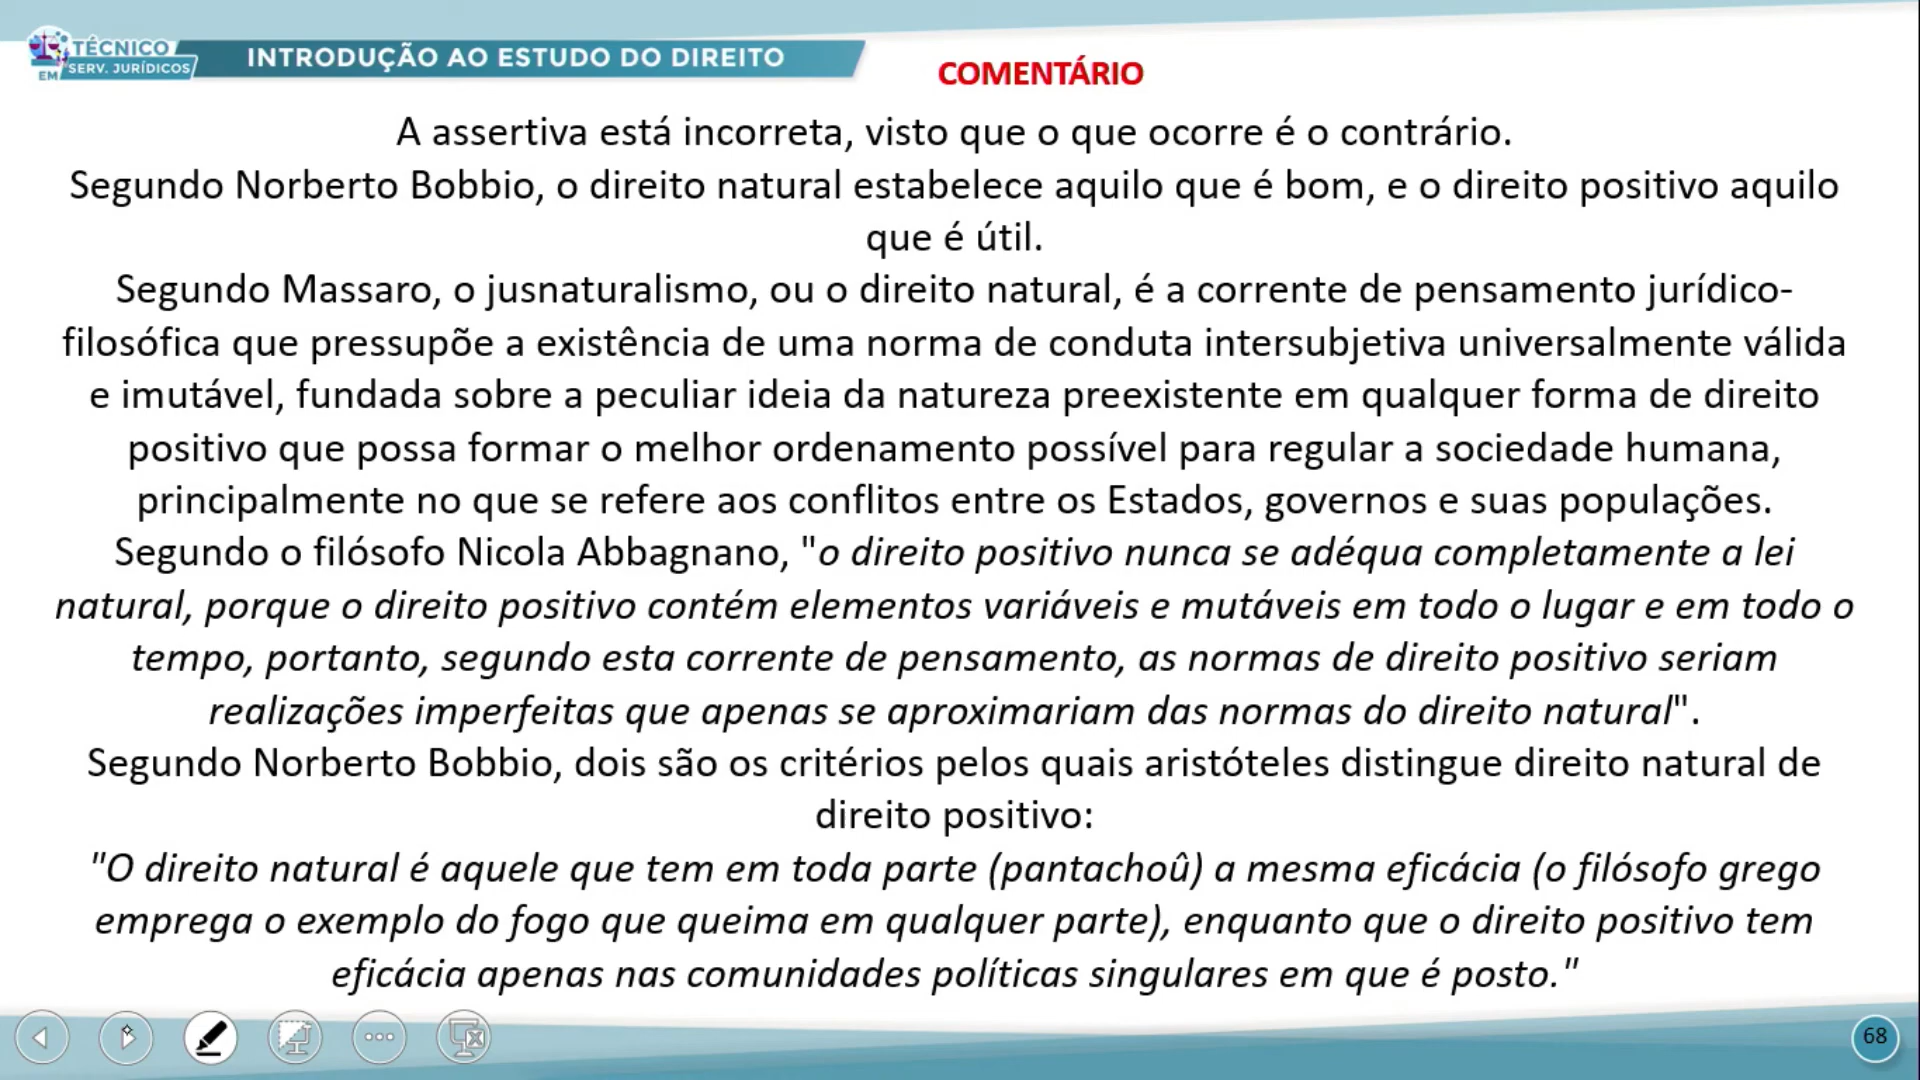 TÉCNICO
EM SERV. JURÍDICOS
INTRODUÇÃO AO ESTUDO DO DIREITO
COMENTÁRIO
A assertiva está incorreta, visto que o que ocorre é o contrário.
Segundo Norberto Bobbio, o direito natural estabelece aquilo que é bom, e o direito positivo aquilo
que é útil.
Segundo Massaro, o jusnaturalismo, ou o direito natural, é a corrente de pensamento jurídico-
filosófica que pressupõe a existência de uma norma de conduta intersubjetiva universalmente válida
e imutável, fundada sobre a peculiar ideia da natureza preexistente em qualquer forma de direito
positivo que possa formar o melhor ordenamento possível para regular a sociedade humana,
principalmente no que se refere aos conflitos entre os Estados, governos e suas populações.
Segundo o filósofo Nicola Abbagnano, "o direito positivo nunca se adéqua completamente a lei
natural, porque o direito positivo contém elementos variáveis e mutáveis em todo o lugar e em todo o
tempo, portanto, segundo esta corrente de pensamento, as normas de direito positivo seriam
realizações imperfeitas que apenas se aproximariam das normas do direito natural".
Segundo Norberto Bobbio, dois são os critérios pelos quais aristóteles distingue direito natural de
direito positivo:
"O direito natural é aquele que tem em toda parte (pantachoû) a mesma eficácia (o filósofo grego
emprega o exemplo do fogo que queima em qualquer parte), enquanto que o direito positivo tem
eficácia apenas nas comunidades políticas singulares em que é posto."
68